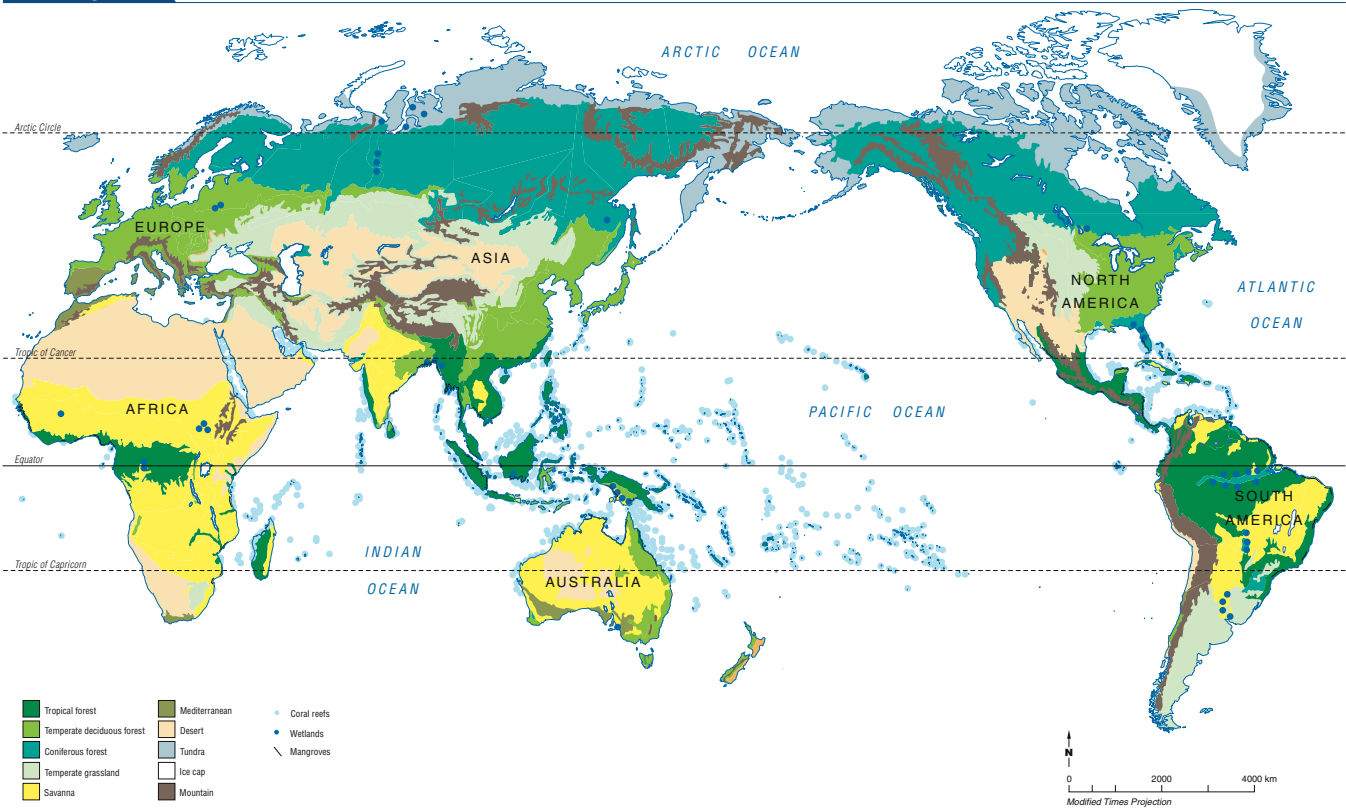 ARCTIC OCEAN
Arctic Circle
EUROPE
ASIA
NORTH
AMERICA
ATLANTIC
OCEAN
Tropic of Cancer
AFRICA
PACIFIC OCEAN
Equator
SOUTH
AMERICA
INDIAN
OCEAN
Tropic of Capricorn
AUSTRALIA
Tropical forest
Temperate deciduous forest
Coniferous forest
Temperate grassland
Savanna
Mediterranean
Desert
Tundra
Ice cap
Mountain
Coral reefs
Wetlands
Mangroves
N
0 2000 4000 km
Modified Times Projection